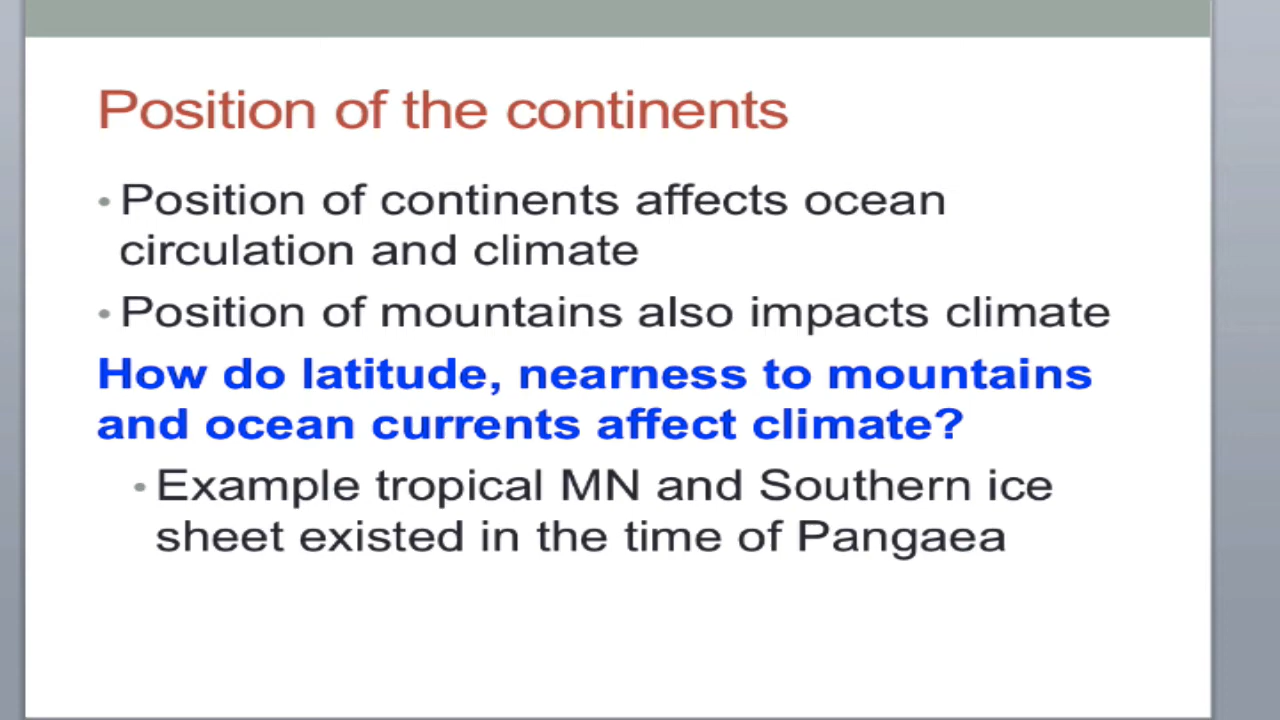 Position of the continents
• Position of continents affects ocean
circulation and climate
• Position of mountains also impacts climate
How do latitude, nearness to mountains
and ocean currents affect climate?
• Example tropical MN and Southern ice
sheet existed in the time of Pangaea